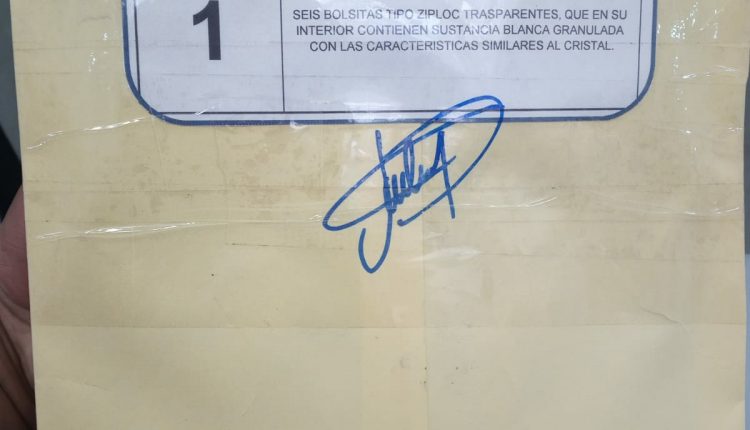 1
SEIS BOLSITAS TIPO ZIPLOC TRASPARENTES, QUE EN SU
INTERIOR CONTIENEN SUSTANCIA BLANCA GRANULADA
CON LAS CARACTERISTICAS SIMILARES AL CRISTAL.